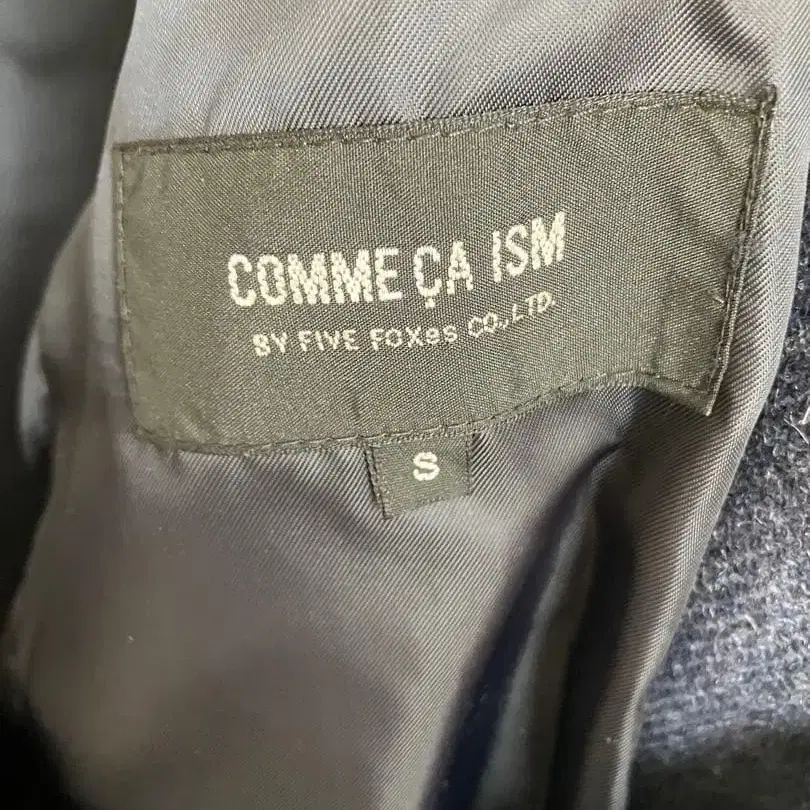 COMME ÇA ISM
BY FIVE FOXes CO.,LTD.
S